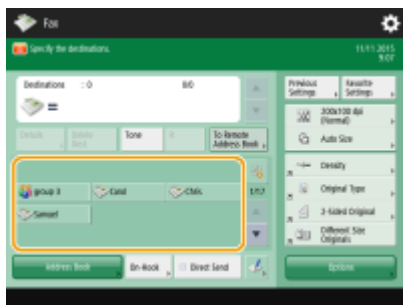 Fax
Specify the destinations.
11/11 2015
9:07
Destinations : 0
0/0
=
Details
Delete Dest.
Tone
R
To Remote
Address Book
Previous
Settings
Favorite
Settings
200x100 dpi
(Normal)
Auto Size
Density
Original Type
2-Sided Original
Different Size
Originals
group 3
Carol
Chris
Samuel
1/17
Address Book
On-Hook
Direct Send
Options